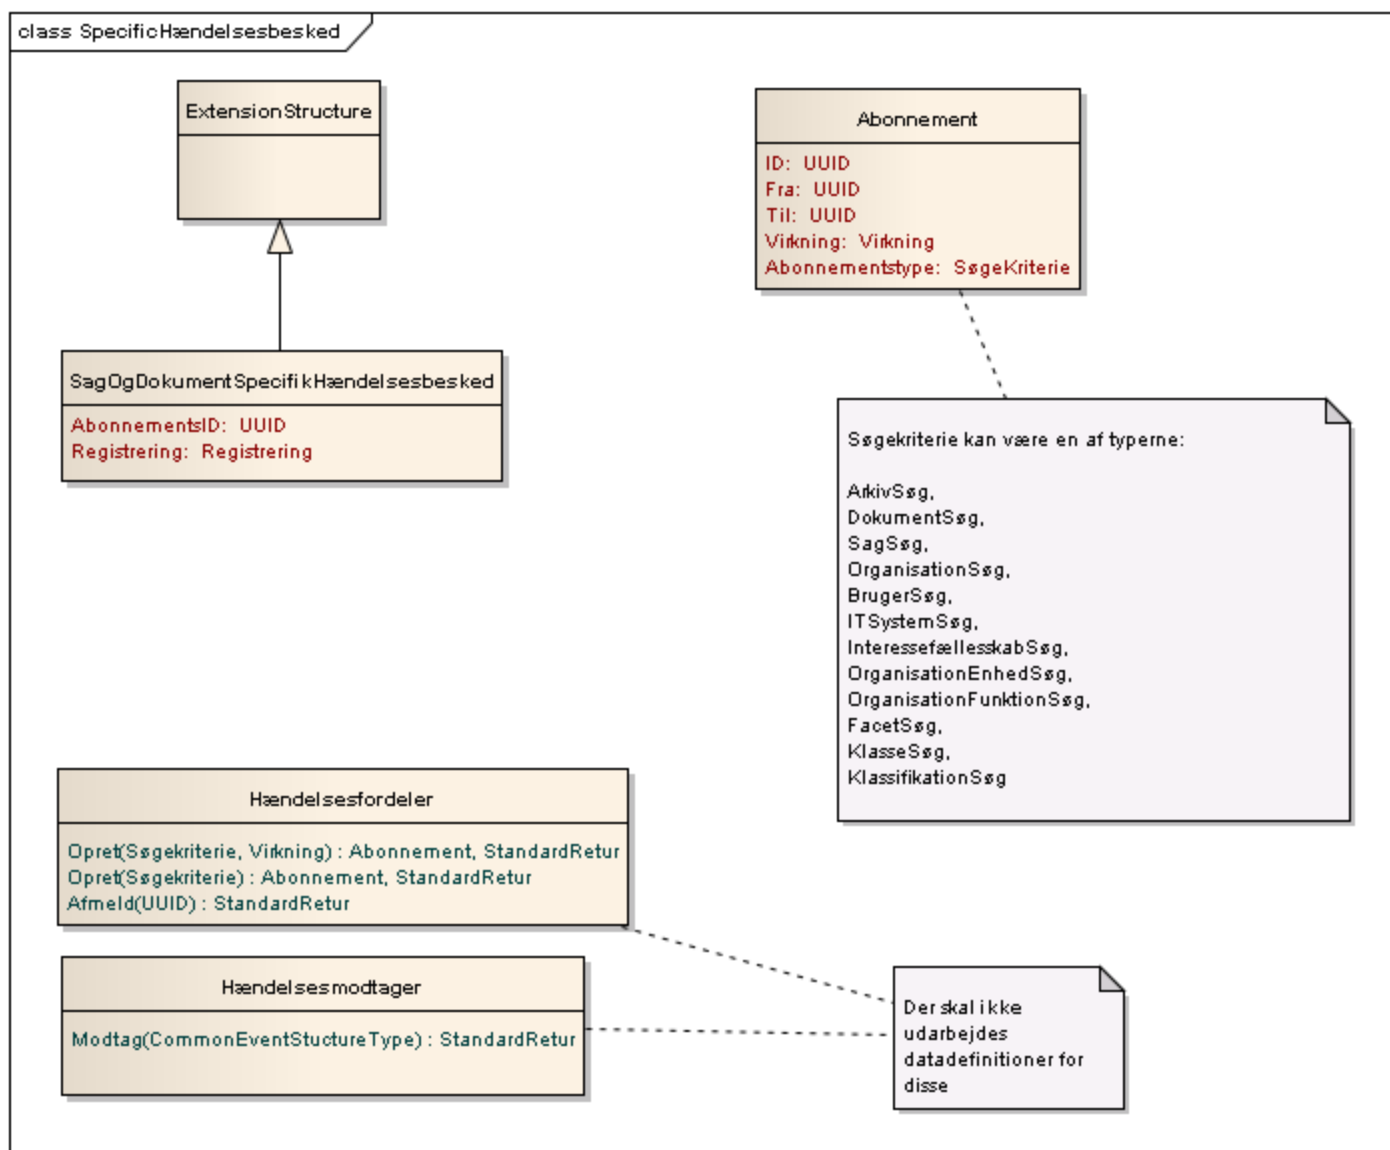 class SpecificHændelsesbesked
ExtensionStructure
Abonnement
ID: UUID
Fra: UUID
Til: UUID
Virkning: Virkning
Abonnementstype: SøgeKriterie
SagOgDokumentSpecifikHændelsesbesked
AbonnementsID: UUID
Registrering: Registrering
Søgekriterie kan være en af typerne:
ArkivSøg,
DokumentSøg,
SagSøg,
OrganisationSøg,
BrugerSøg,
ITSystemSøg,
InteressefællesskabSøg,
OrganisationEnhedSøg,
OrganisationFunktionSøg,
FacetSøg,
KlasseSøg,
KlassifikationSøg
Hændelsesfordeler
Opret(Søgekriterie, Virkning) : Abonnement, StandardRetur
Opret(Søgekriterie) : Abonnement, StandardRetur
Afmeld(UUID) : StandardRetur
Hændelsesmodtager
Modtag(CommonEventStuctureType) : StandardRetur
Der skal ikke
udarbejdes
datadefinitioner for
disse